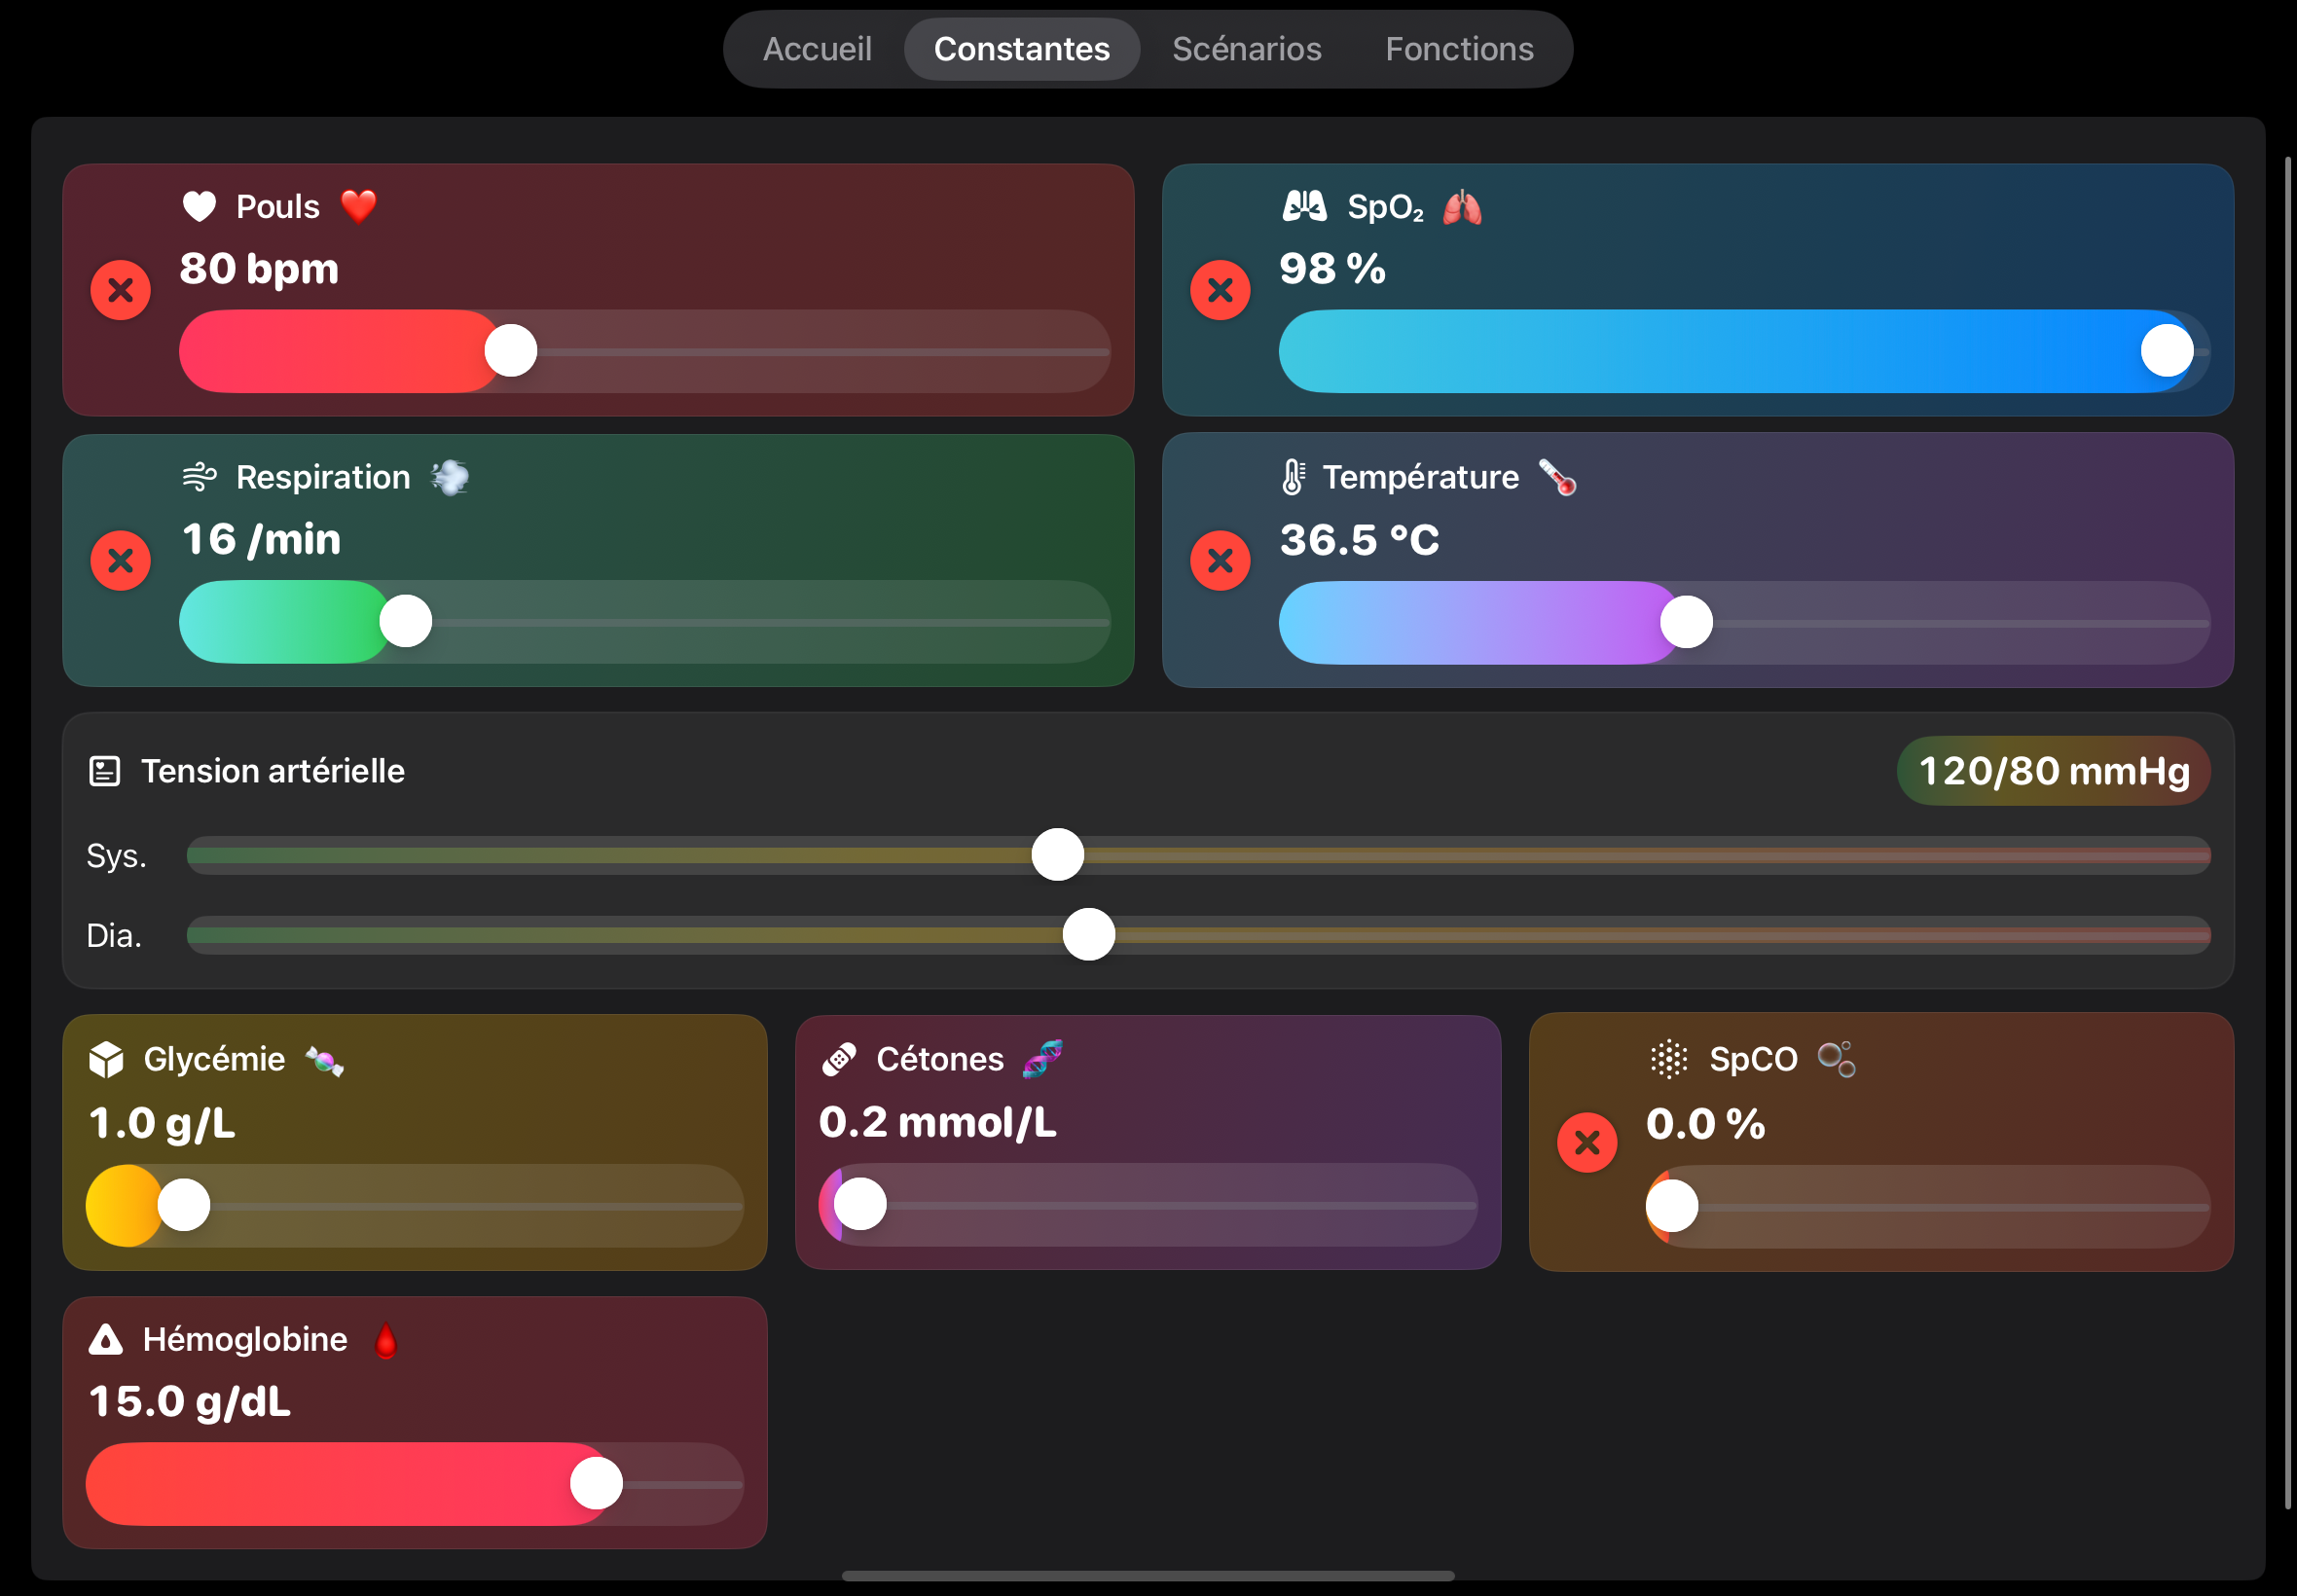 Accueil Constantes Scénarios Fonctions
Pouls
80 bpm
SpO₂
98 %
Respiration
16 /min
Température
36.5 °C
Tension artérielle
120/80 mmHg
Sys.
Dia.
Glycémie
1.0 g/L
Cétones
0.2 mmol/L
SpCO
0.0 %
Hémoglobine
15.0 g/dL